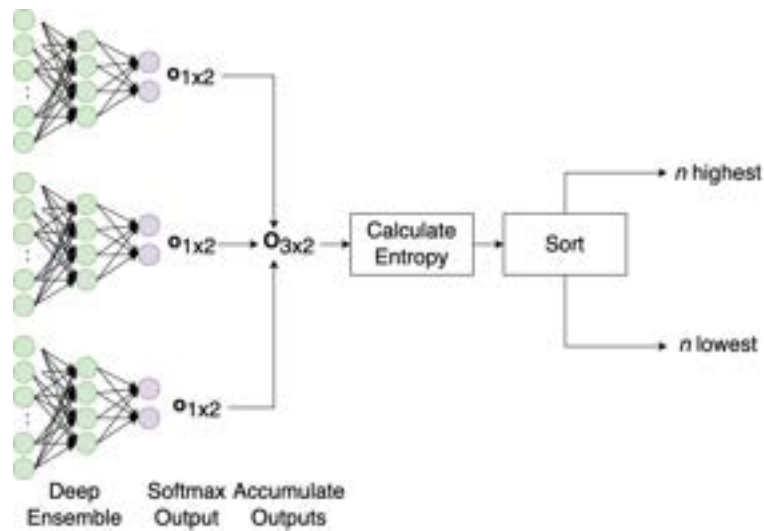 o1x2
o1x2
O3x2
Calculate
Entropy
Sort
n highest
n lowest
o1x2
Deep
Ensemble
Softmax
Output
Accumulate
Outputs